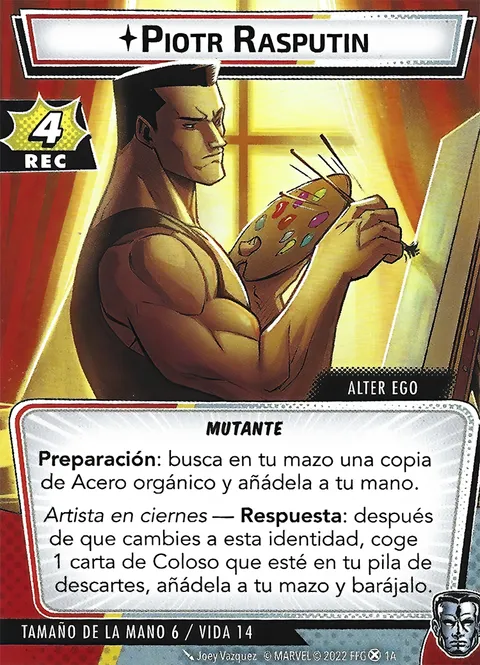 PIOTR RASPUTIN
4
REC
ALTER EGO
MUTANTE
Preparación: busca en tu mazo una copia
de Acero orgánico y añádela a tu mano.
Artista en ciernes — Respuesta: después
de que cambies a esta identidad, coge
1 carta de Coloso que esté en tu pila de
descartes, añádela a tu mazo y barájalo.
TAMAÑO DE LA MANO 6 / VIDA 14
Joey Vazquez © MARVEL © 2022 FFG 1A